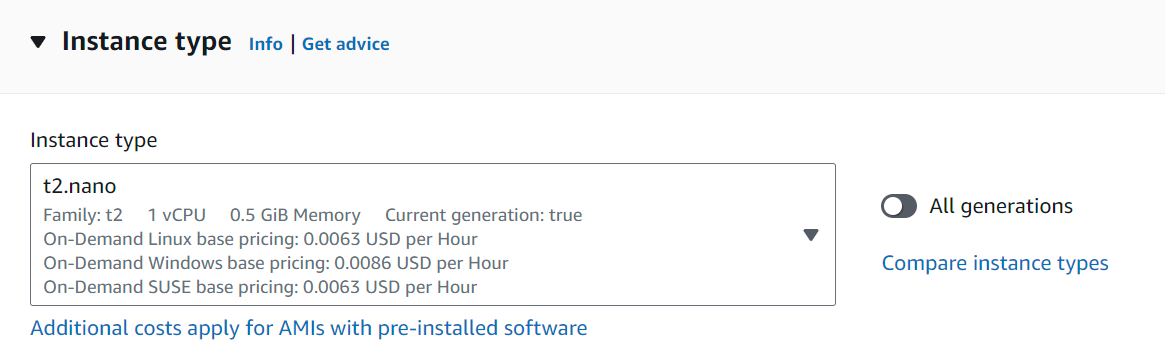 Instance type Info | Get advice
Instance type
t2.nano
Family: t2 1 vCPU 0.5 GiB Memory Current generation: true
On-Demand Linux base pricing: 0.0063 USD per Hour
On-Demand Windows base pricing: 0.0086 USD per Hour
On-Demand SUSE base pricing: 0.0063 USD per Hour
All generations
Compare instance types
Additional costs apply for AMIs with pre-installed software